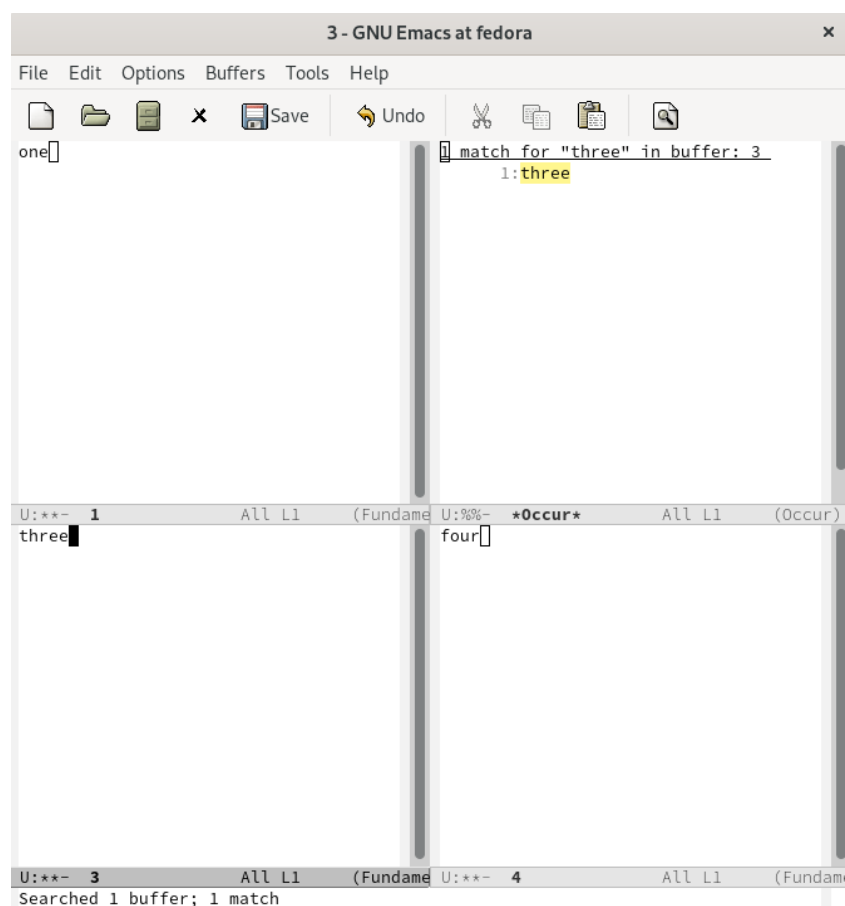 3 - GNU Emacs at fedora ×
File Edit Options Buffers Tools Help
Save Undo
one
1 match for "three" in buffer: 3
1:three
U:**- 1 All L1 (Fundame
U:%%- *Occur* All L1 (Occur)
three
four
U:**- 3 All L1 (Fundame
U:**- 4 All L1 (Fundam
Searched 1 buffer; 1 match